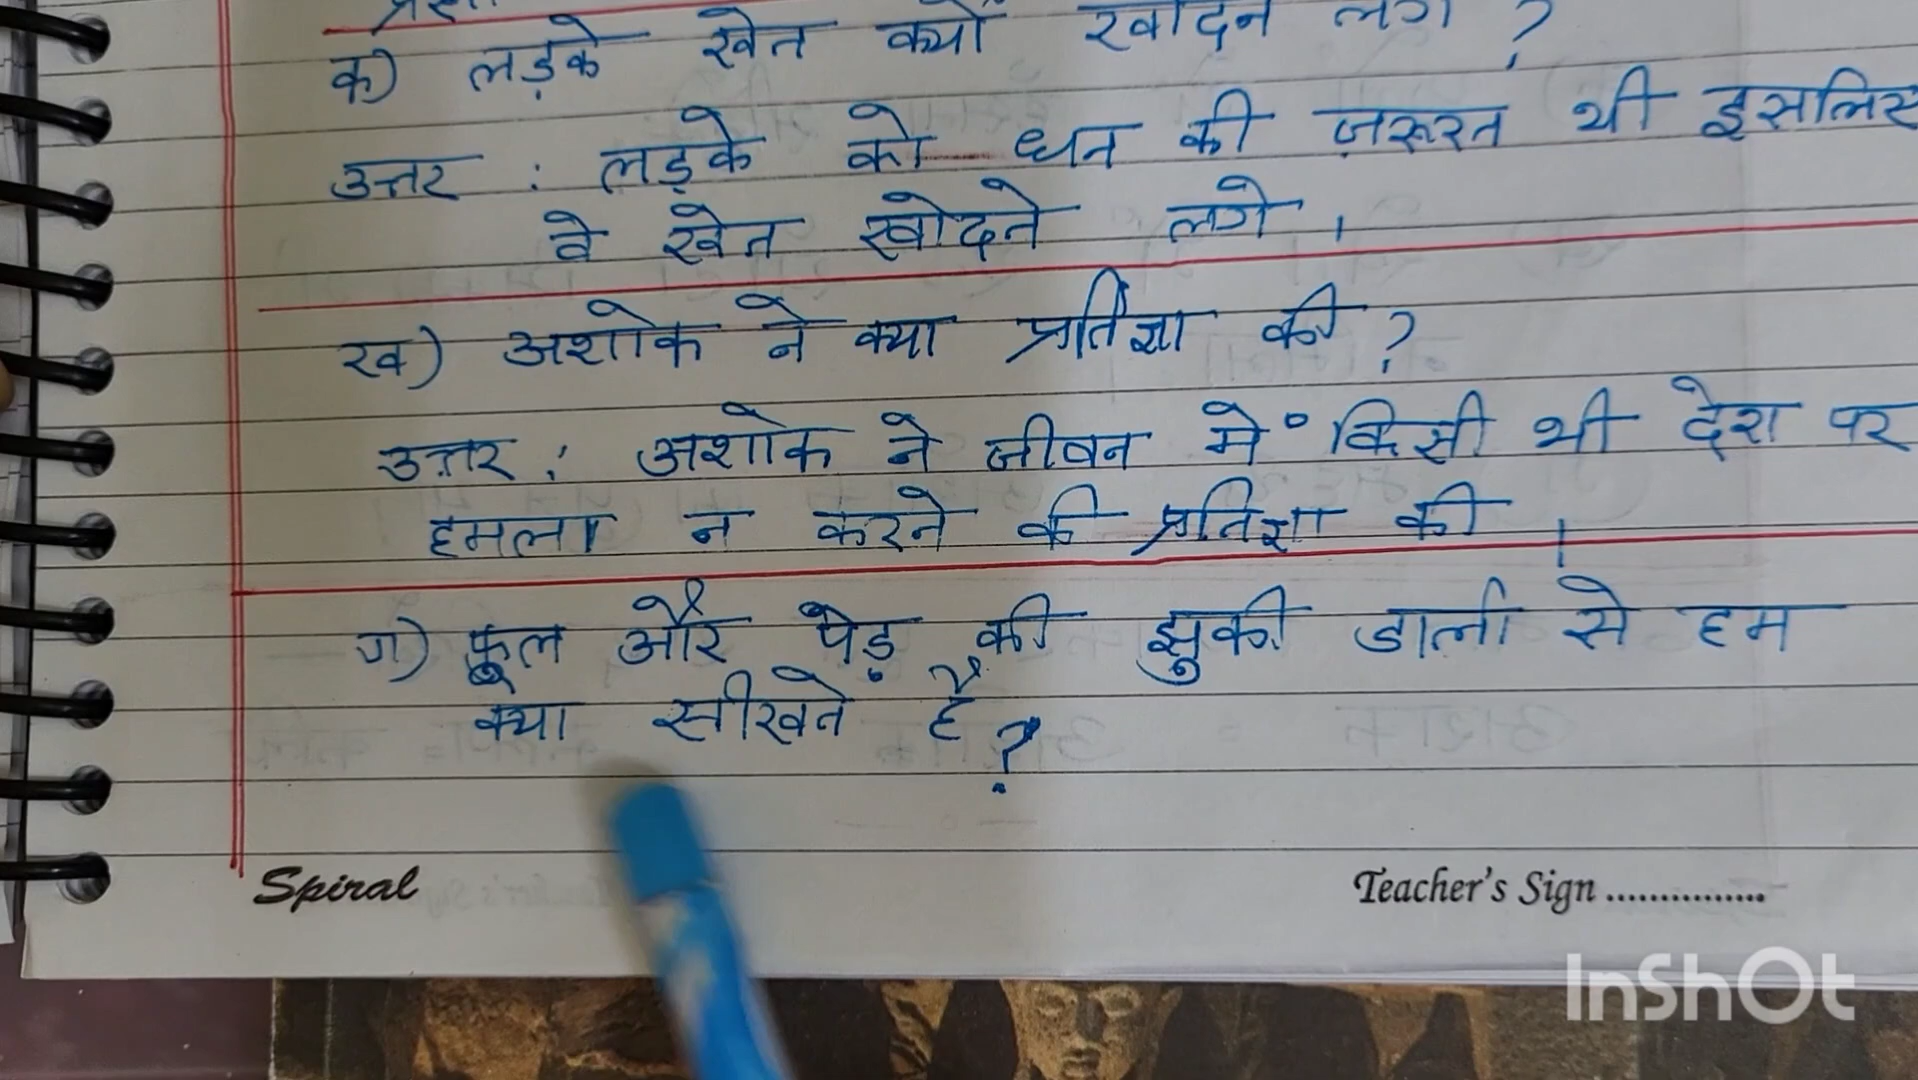 प्रश्न
क) लड़के खेत क्यों खोदने लगे ?
उत्तर : लड़के को धन की ज़रूरत थी इसलिए
वे खेत खोदने लगे ।
ख) अशोक ने क्या प्रतिज्ञा की ?
उत्तर : अशोक ने जीवन में किसी भी देश पर
हमला न करने की प्रतिज्ञा की ।
ग) फूल और पेड़ की झुकी डाली से हम
क्या सीखते हैं ?
Spiral
Teacher's Sign ...............
InShOt